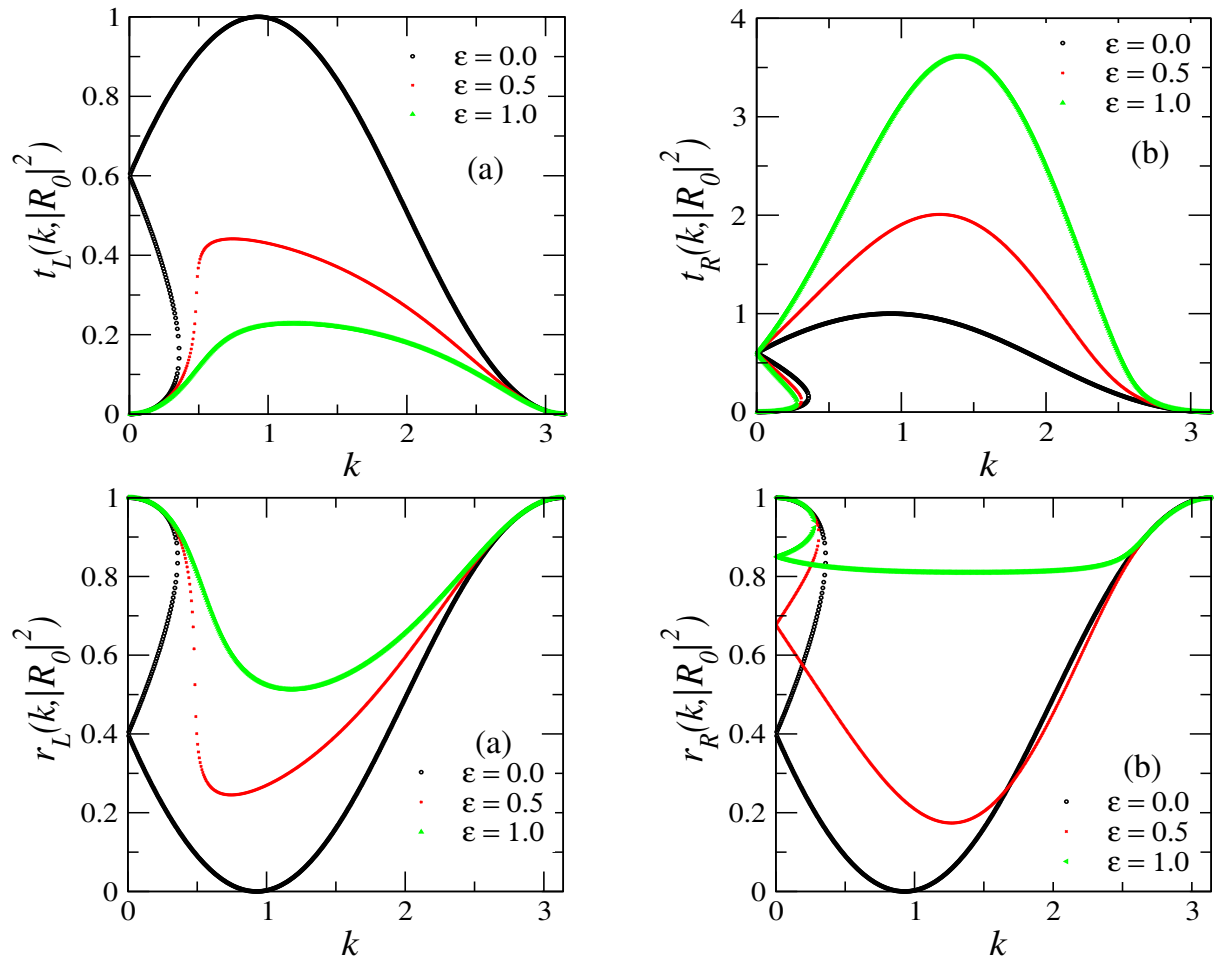 1
0.8
0.6
0.4
0.2
0
0
1
2
3
k
t_L(k,|R_0|^2)
ε = 0.0
ε = 0.5
ε = 1.0
(a)
4
3
2
1
0
0
1
2
3
k
t_R(k,|R_0|^2)
ε = 0.0
ε = 0.5
ε = 1.0
(b)
1
0.8
0.6
0.4
0.2
0
0
1
2
3
k
r_L(k,|R_0|^2)
(a)
ε = 0.0
ε = 0.5
ε = 1.0
1
0.8
0.6
0.4
0.2
0
0
1
2
3
k
r_R(k,|R_0|^2)
(b)
ε = 0.0
ε = 0.5
ε = 1.0